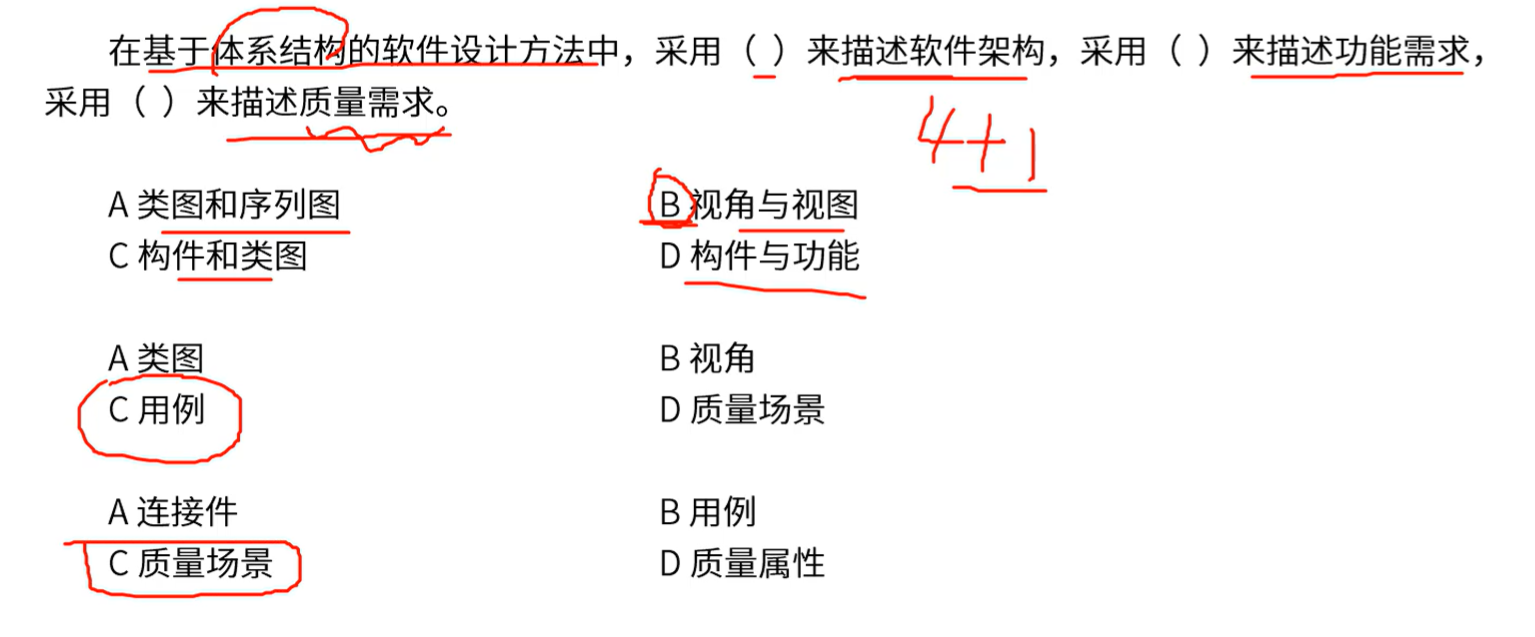 在基于体系结构的软件设计方法中，采用（ ）来描述软件架构，采用（ ）来描述功能需求，
采用（ ）来描述质量需求。
4+1
A 类图和序列图 B 视角与视图
C 构件和类图 D 构件与功能
A 类图 B 视角
C 用例 D 质量场景
A 连接件 B 用例
C 质量场景 D 质量属性